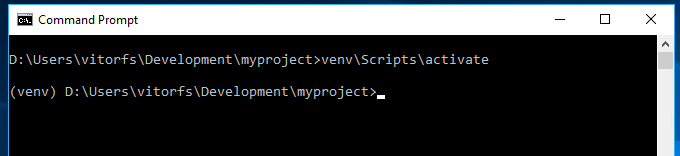 Command Prompt
D:\Users\vitorfs\Development\myproject>venv\Scripts\activate
(venv) D:\Users\vitorfs\Development\myproject>